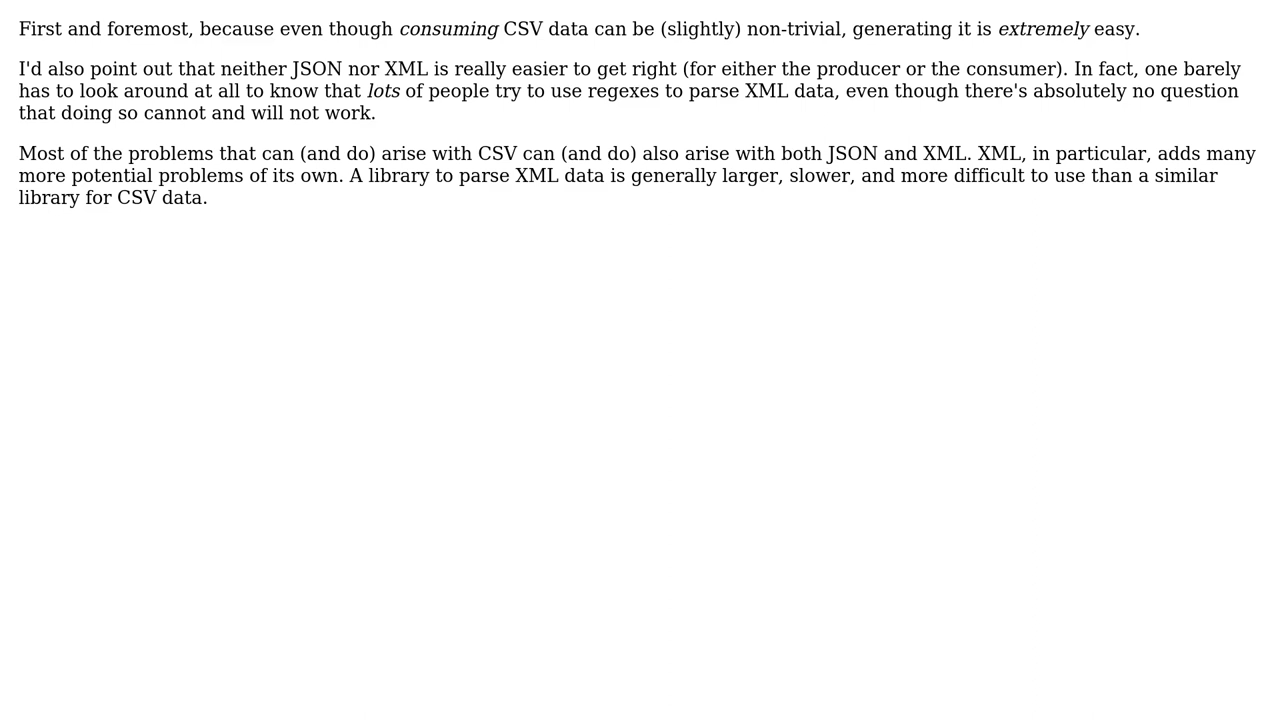 First and foremost, because even though consuming CSV data can be (slightly) non-trivial, generating it is extremely easy.
I'd also point out that neither JSON nor XML is really easier to get right (for either the producer or the consumer). In fact, one barely
has to look around at all to know that lots of people try to use regexes to parse XML data, even though there's absolutely no question
that doing so cannot and will not work.
Most of the problems that can (and do) arise with CSV can (and do) also arise with both JSON and XML. XML, in particular, adds many
more potential problems of its own. A library to parse XML data is generally larger, slower, and more difficult to use than a similar
library for CSV data.